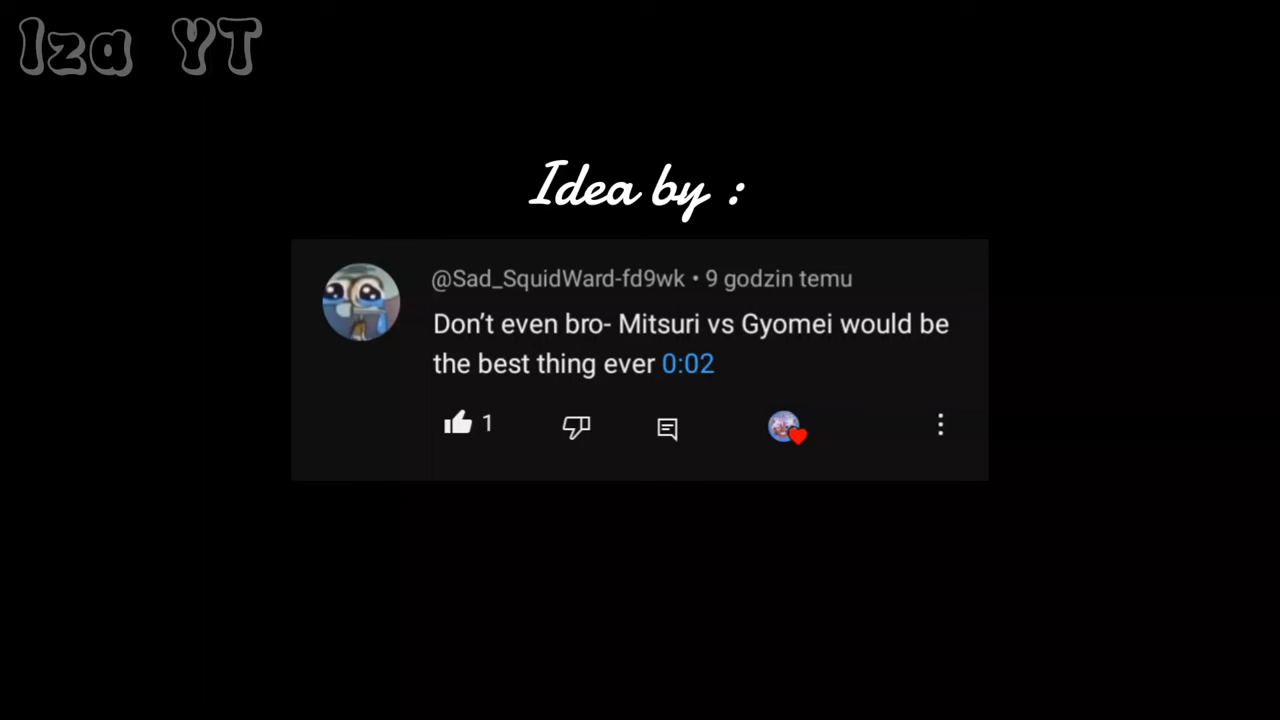 Iza YT
Idea by :
@Sad_SquidWard-fd9wk • 9 godzin temu
Don’t even bro- Mitsuri vs Gyomei would be
the best thing ever 0:02
1